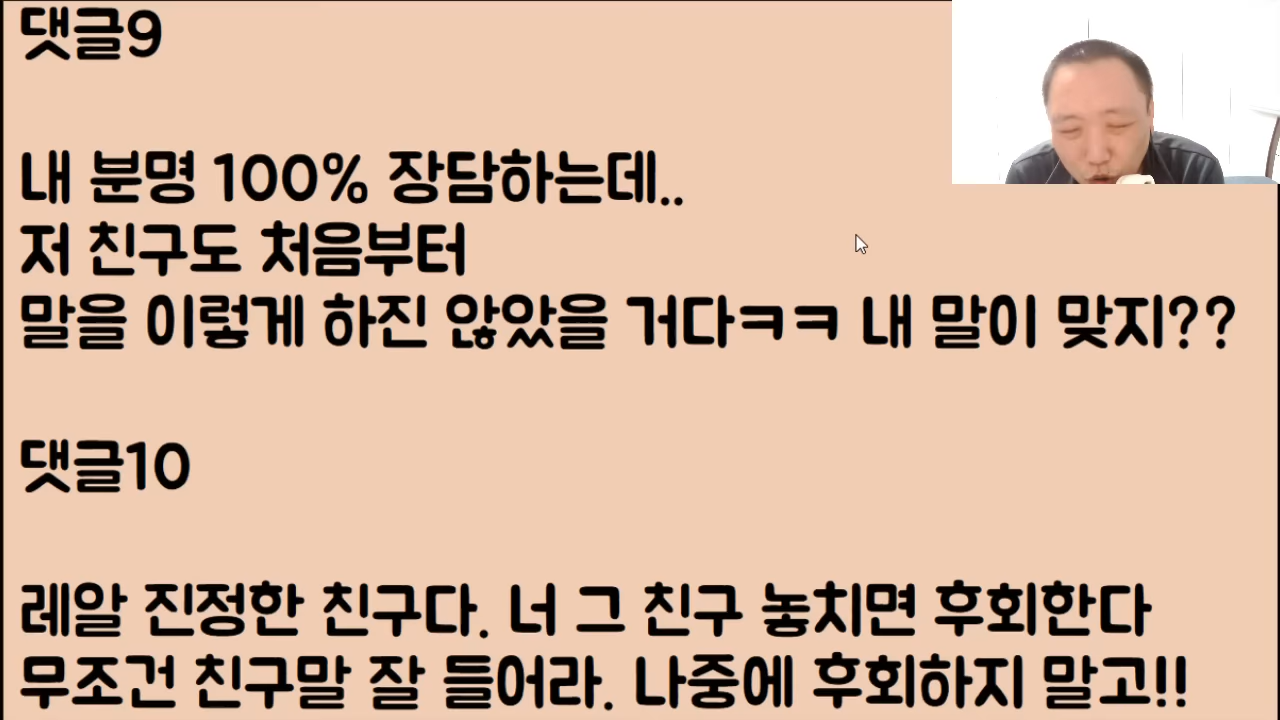 댓글9
내 분명 100% 장담하는데..
저 친구도 처음부터
말을 이렇게 하진 않았을 거다ㅋㅋ 내 말이 맞지??
댓글10
레알 진정한 친구다. 너 그 친구 놓치면 후회한다
무조건 친구말 잘 들어라. 나중에 후회하지 말고!!